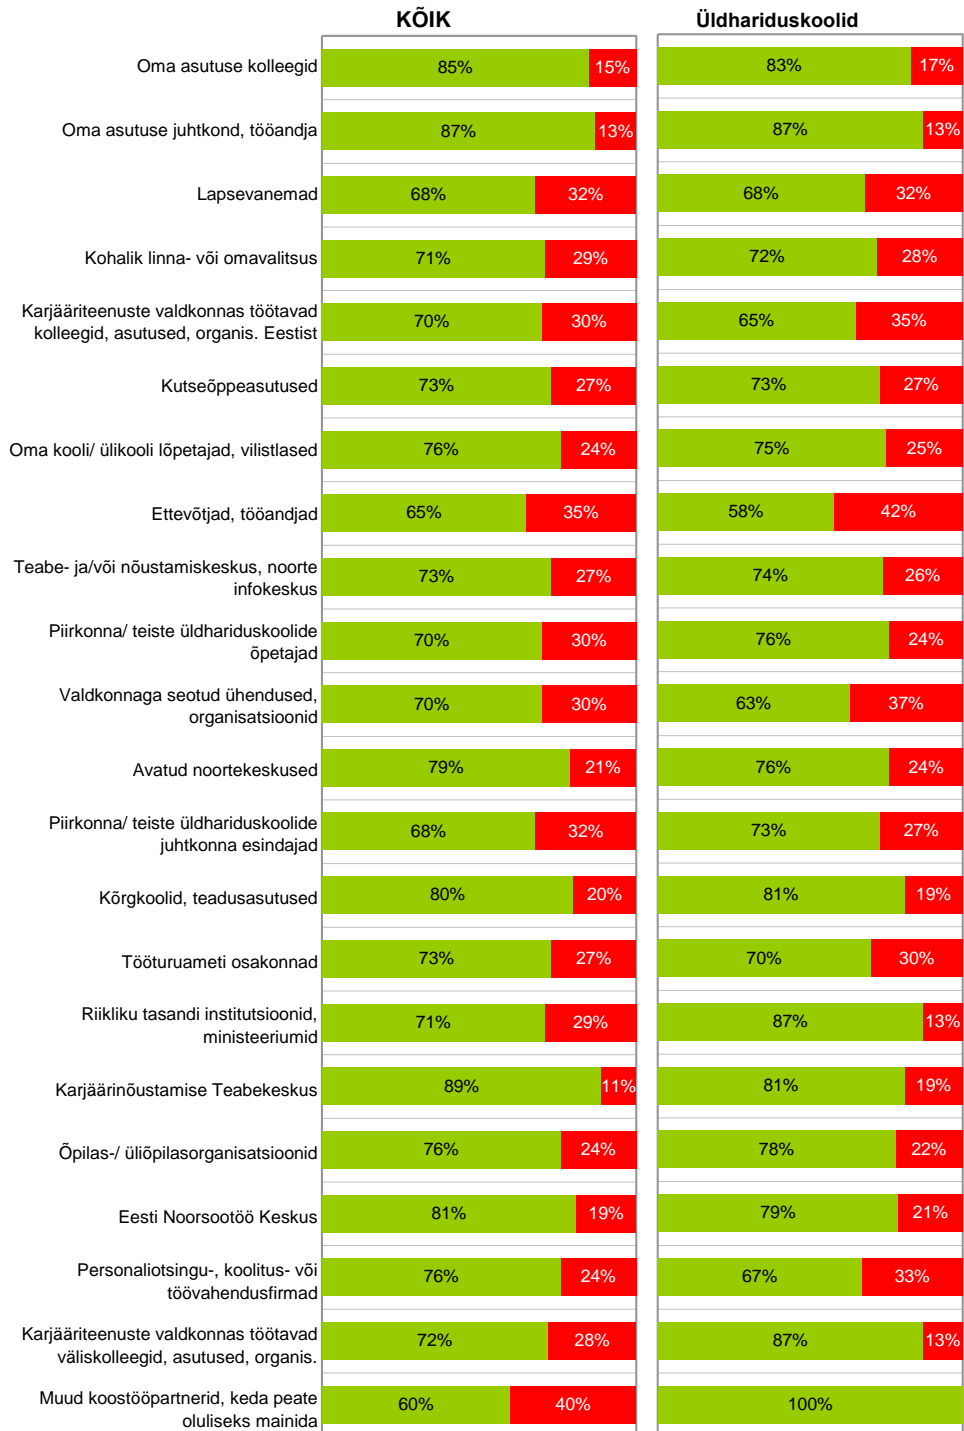 KÕIK Üldhariduskoolid
Oma asutuse kolleegid 85% 15% 83% 17%
Oma asutuse juhtkond, tööandja 87% 13% 87% 13%
Lapsevanemad 68% 32% 68% 32%
Kohalik linna- või omavalitsus 71% 29% 72% 28%
Karjääriteenuste valdkonnas töötavad
kolleegid, asutused, organis. Eestist 70% 30% 65% 35%
Kutseõppeasutused 73% 27% 73% 27%
Oma kooli/ ülikooli lõpetajad, vilistlased 76% 24% 75% 25%
Ettevõtjad, tööandjad 65% 35% 58% 42%
Teabe- ja/või nõustamiskeskus, noorte
infokeskus 73% 27% 74% 26%
Piirkonna/ teiste üldhariduskoolide
õpetajad 70% 30% 76% 24%
Valdkonnaga seotud ühendused,
organisatsioonid 70% 30% 63% 37%
Avatud noortekeskused 79% 21% 76% 24%
Piirkonna/ teiste üldhariduskoolide
juhtkonna esindajad 68% 32% 73% 27%
Kõrgkoolid, teadusasutused 80% 20% 81% 19%
Tööturuameti osakonnad 73% 27% 70% 30%
Riikliku tasandi institutsioonid,
ministeeriumid 71% 29% 87% 13%
Karjäärinõustamise Teabekeskus 89% 11% 81% 19%
Õpilas-/ üliõpilasorganisatsioonid 76% 24% 78% 22%
Eesti Noorsootöö Keskus 81% 19% 79% 21%
Personaliotsingu-, koolitus- või
töövahendusfirmad 76% 24% 67% 33%
Karjääriteenuste valdkonnas töötavad
väliskolleegid, asutused, organis. 72% 28% 87% 13%
Muud koostööpartnerid, keda peate
oluliseks mainida 60% 40% 100%